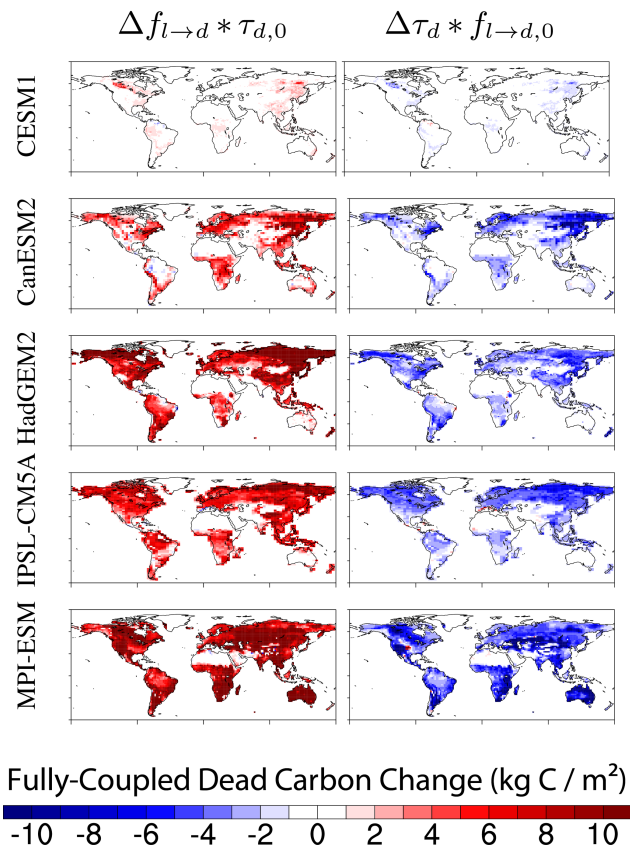 Δf_{l→d} * τ_{d,0}
Δτ_d * f_{l→d,0}
CESM1
CanESM2
HadGEM2
IPSL-CM5A
MPI-ESM
Fully-Coupled Dead Carbon Change (kg C / m²)
-10 -8 -6 -4 -2 0 2 4 6 8 10